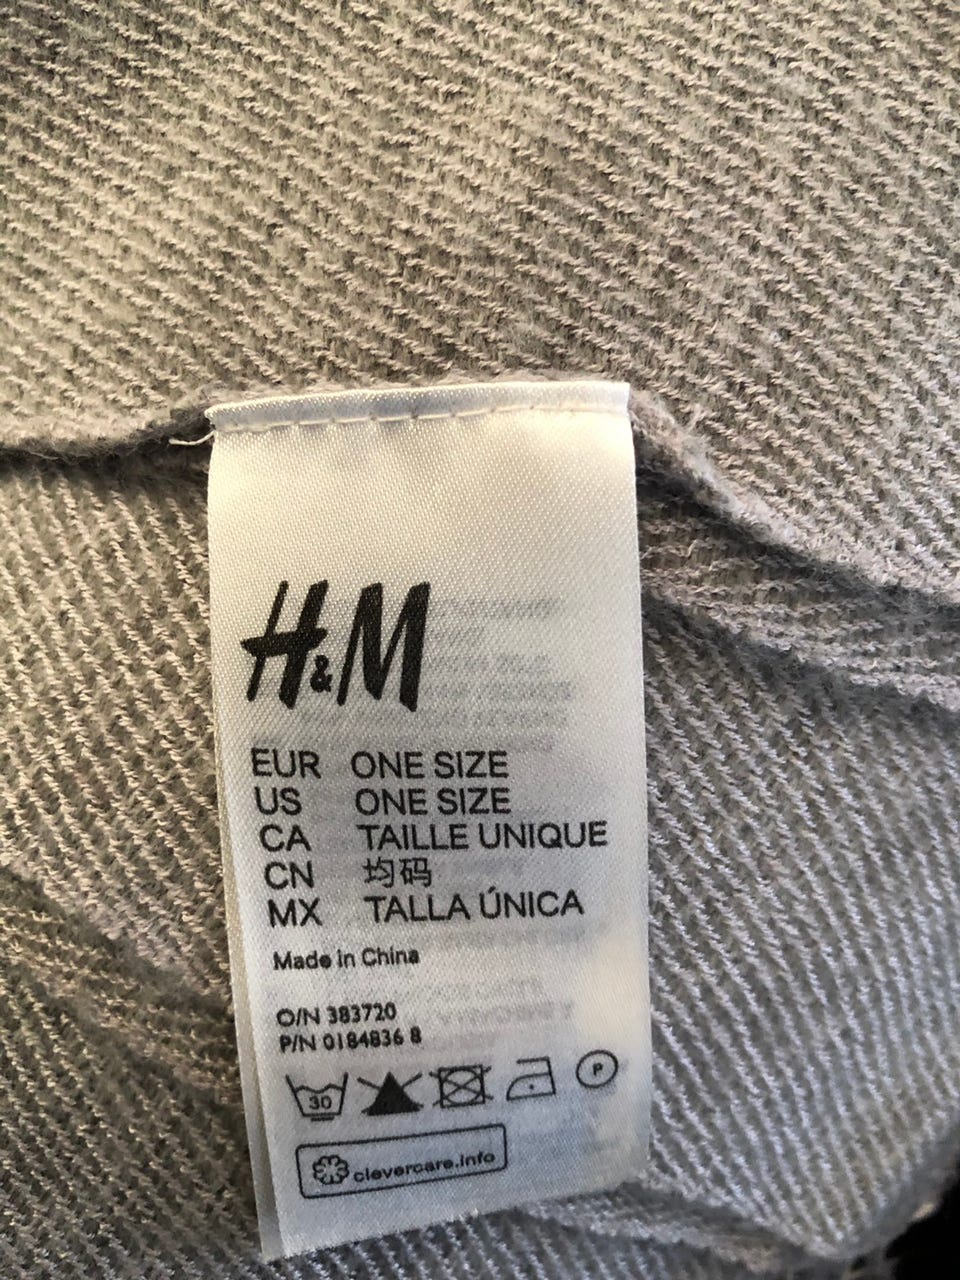 H&M
EUR ONE SIZE
US ONE SIZE
CA TAILLE UNIQUE
CN 均码
MX TALLA ÚNICA
Made in China
O/N 383720
P/N 0184836 8
30 P
clevercare.info